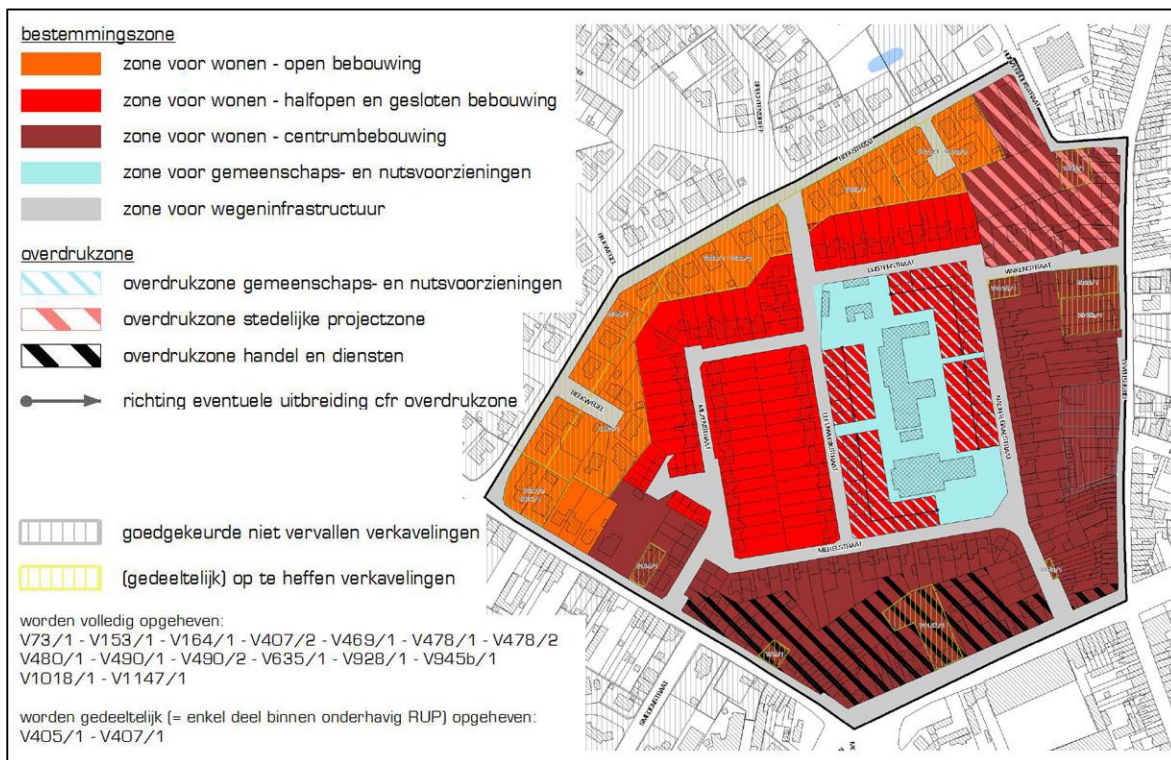 bestemmingszone
zone voor wonen - open bebouwing
zone voor wonen - halfopen en gesloten bebouwing
zone voor wonen - centrumbebouwing
zone voor gemeenschaps- en nutsvoorzieningen
zone voor wegeninfrastructuur
overdrukzone
overdrukzone gemeenschaps- en nutsvoorzieningen
overdrukzone stedelijke projectzone
overdrukzone handel en diensten
richting eventuele uitbreiding cfr overdrukzone
goedgekeurde niet vervallen verkavelingen
(gedeeltelijk) op te heffen verkavelingen
worden volledig opgeheven:
V73/1 - V153/1 - V164/1 - V407/2 - V469/1 - V478/1 - V478/2
V480/1 - V490/1 - V490/2 - V635/1 - V928/1 - V945b/1
V1018/1 - V1147/1
worden gedeeltelijk (= enkel deel binnen onderhavig RUP) opgeheven:
V405/1 - V407/1
BEEKSTRAAT
LIJSTERSTRAAT
VINKENSTRAAT
NACHTEGAALSTRAAT
MERELSTRAAT
SMEDENSTRAAT